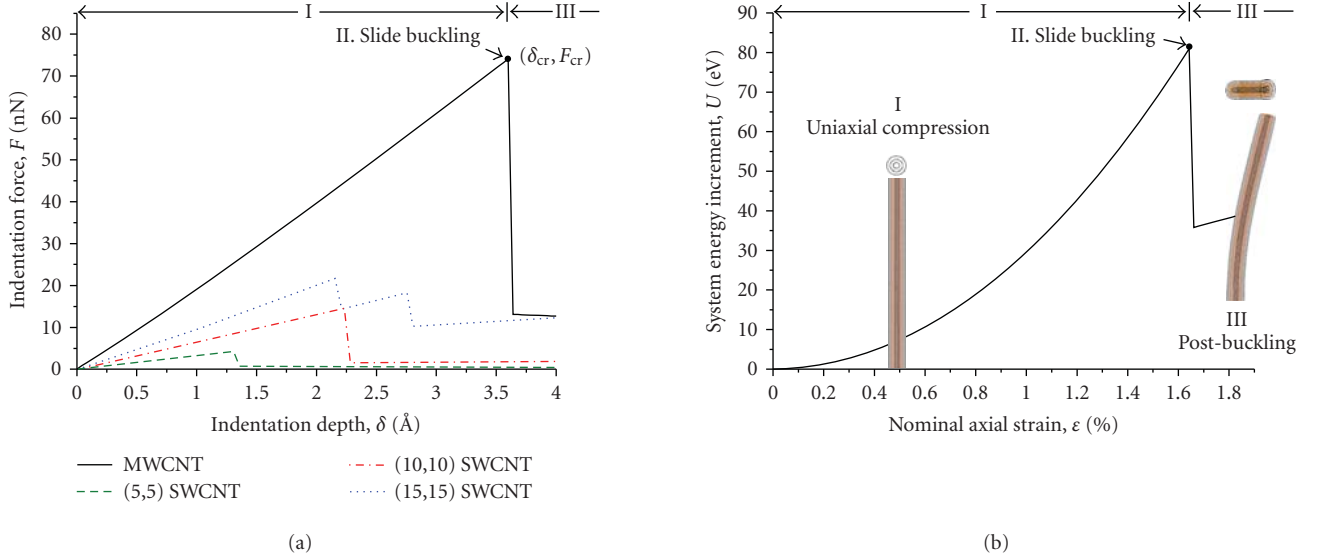 I
III
II. Slide buckling
(δcr, Fcr)
80
70
60
50
40
30
20
10
0
Indentation force, F (nN)
0 0.5 1 1.5 2 2.5 3 3.5 4
Indentation depth, δ (Å)
MWCNT
(5,5) SWCNT
(10,10) SWCNT
(15,15) SWCNT
(a)
I
III
II. Slide buckling
90
80
70
60
50
40
30
20
10
0
System energy increment, U (eV)
I
Uniaxial compression
III
Post-buckling
0 0.2 0.4 0.6 0.8 1 1.2 1.4 1.6 1.8
Nominal axial strain, ε (%)
(b)